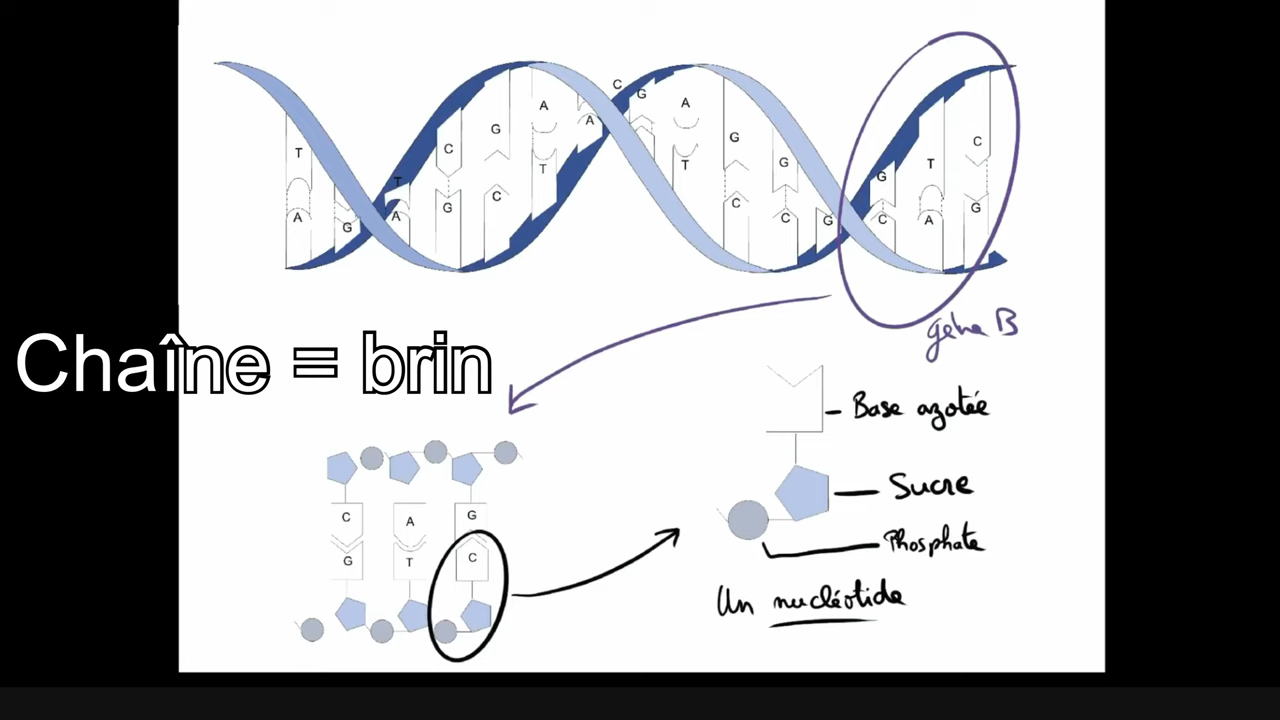 C
G
A
A
C
G
A
T
C
G
T
C
G
T
A
G
T
A
G
C
T
G
C
C
G
G
C
A
G
gène B
Chaîne = brin
Base azotée
Sucre
Phosphate
Un nucléotide
C A G
G T C